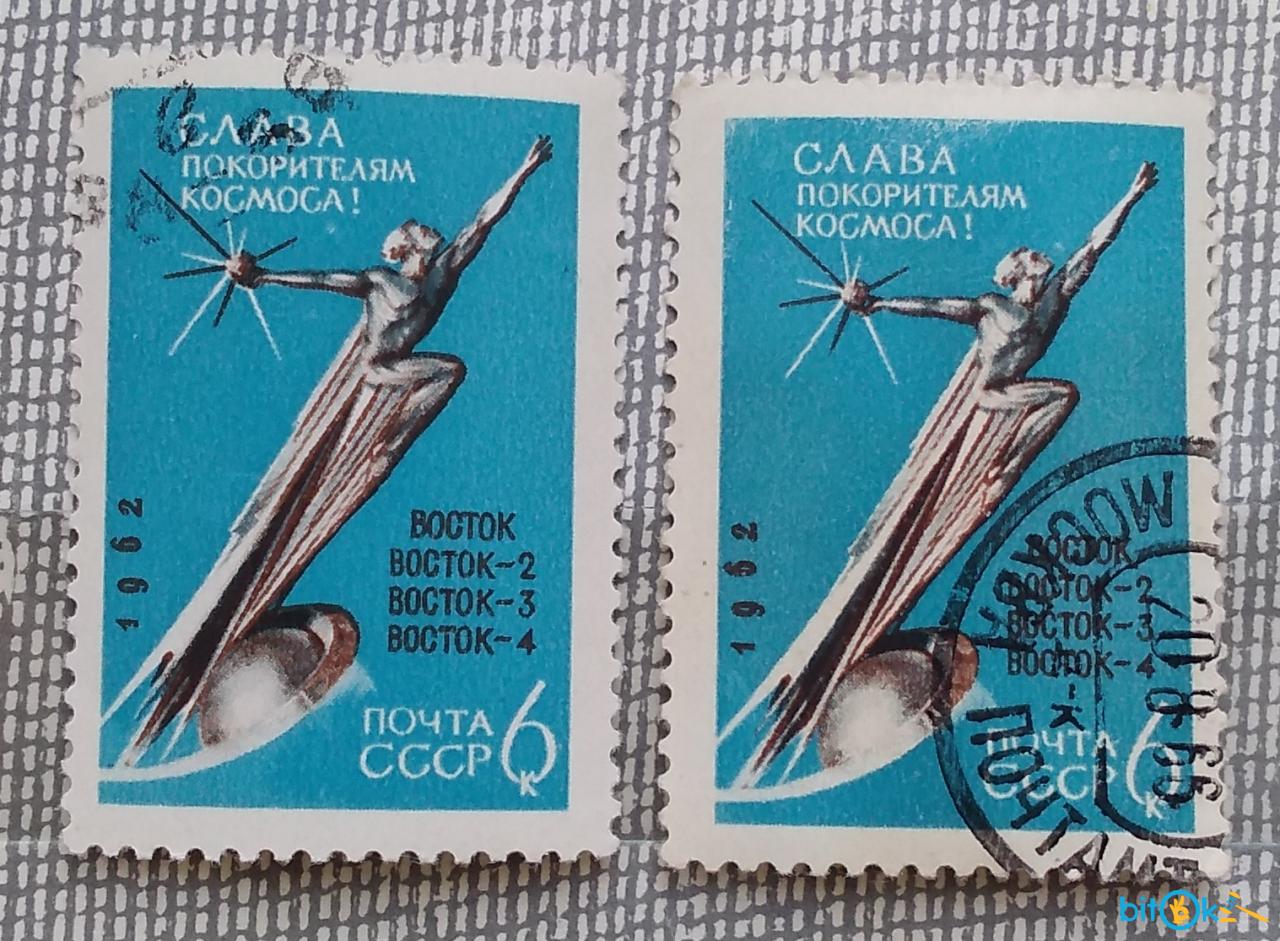 СЛАВА
ПОКОРИТЕЛЯМ
КОСМОСА!
1962
ВОСТОК
ВОСТОК-2
ВОСТОК-3
ВОСТОК-4
ПОЧТА
СССР 6
К
СЛАВА
ПОКОРИТЕЛЯМ
КОСМОСА!
1962
ВОСТОК
ВОСТОК-2
ВОСТОК-3
ВОСТОК-4
ПОЧТА
СССР 6
К
MOSCOW
ПОЧТАМТ
bitOk